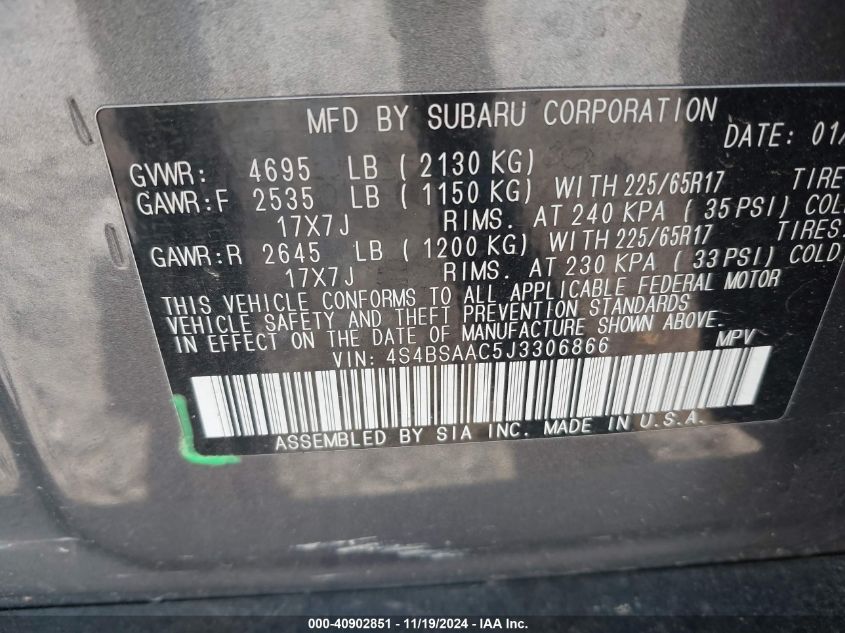 MFD BY SUBARU CORPORATION DATE: 01/
GVWR: 4695 LB ( 2130 KG)
GAWR:F 2535 LB ( 1150 KG) WITH 225/65R17 TIRE
17X7J RIMS. AT 240 KPA ( 35 PSI) COL
GAWR:R 2645 LB ( 1200 KG) WITH 225/65R17 TIRES.
17X7J RIMS. AT 230 KPA ( 33 PSI) COLD
THIS VEHICLE CONFORMS TO ALL APPLICABLE FEDERAL MOTOR
VEHICLE SAFETY AND THEFT PREVENTION STANDARDS
IN EFFECT ON THE DATE OF MANUFACTURE SHOWN ABOVE.
VIN: 4S4BSAAC5J3306866 MPV
ASSEMBLED BY SIA INC. MADE IN U.S.A.
000-40902851 - 11/19/2024 - IAA Inc.